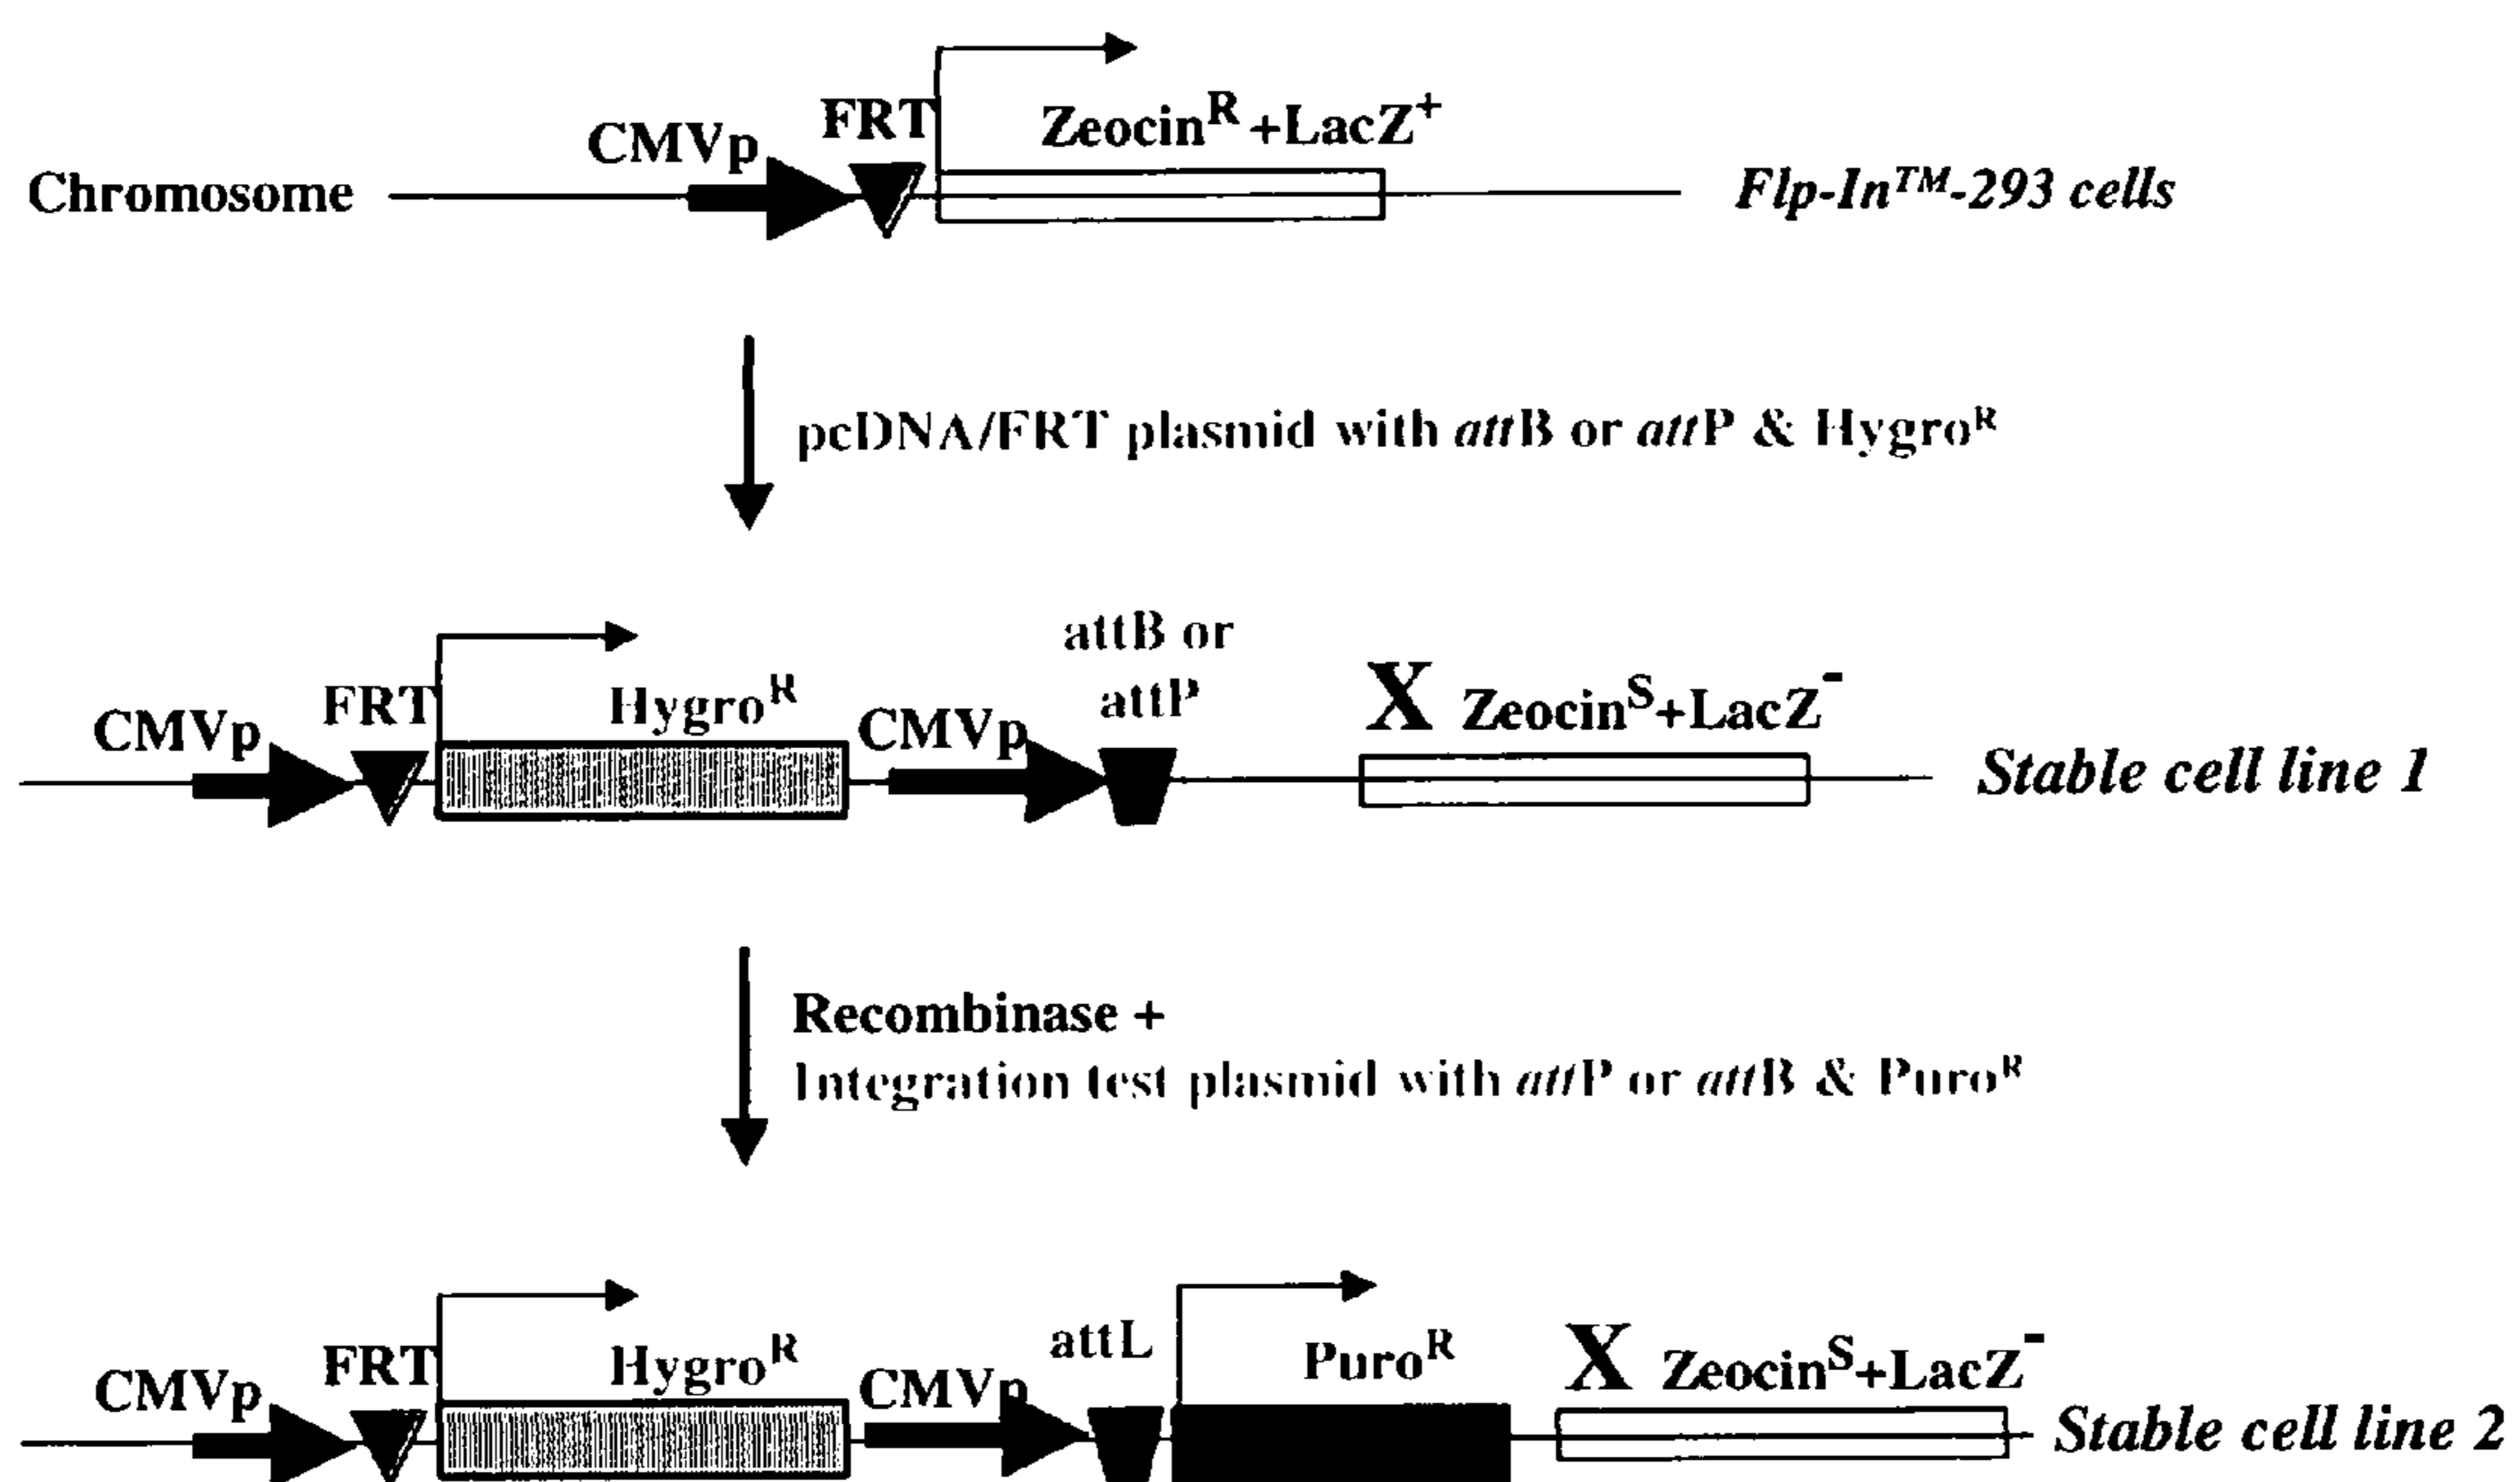 Chromosome
CMVp
FRT
Zeocin^R +LacZ^+
Flp-In™-293 cells
pcDNA/FRT plasmid with attB or attP & Hygro^R
CMVp
FRT
Hygro^R
CMVp
attB or
attP
X Zeocin^S+LacZ^-
Stable cell line 1
Recombinase +
Integration test plasmid with attP or attB & Puro^R
CMVp
FRT
Hygro^R
CMVp
attL
Puro^R
X Zeocin^S+LacZ^-
Stable cell line 2